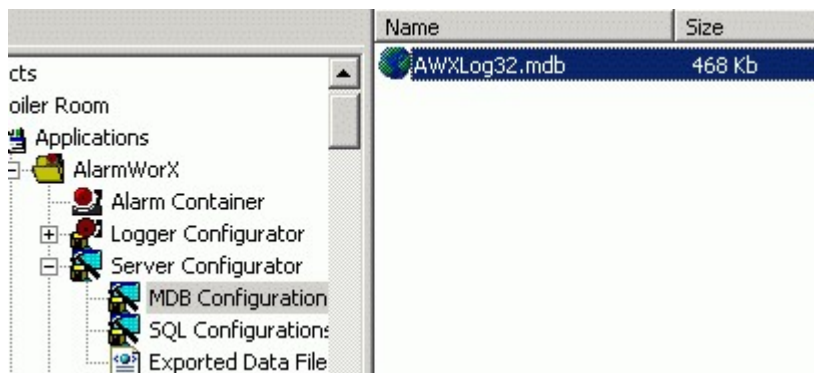 Name Size
AWXLog32.mdb 468 Kb
cts
oiler Room
Applications
AlarmWorX
Alarm Container
Logger Configurator
Server Configurator
MDB Configuration
SQL Configurations
Exported Data File